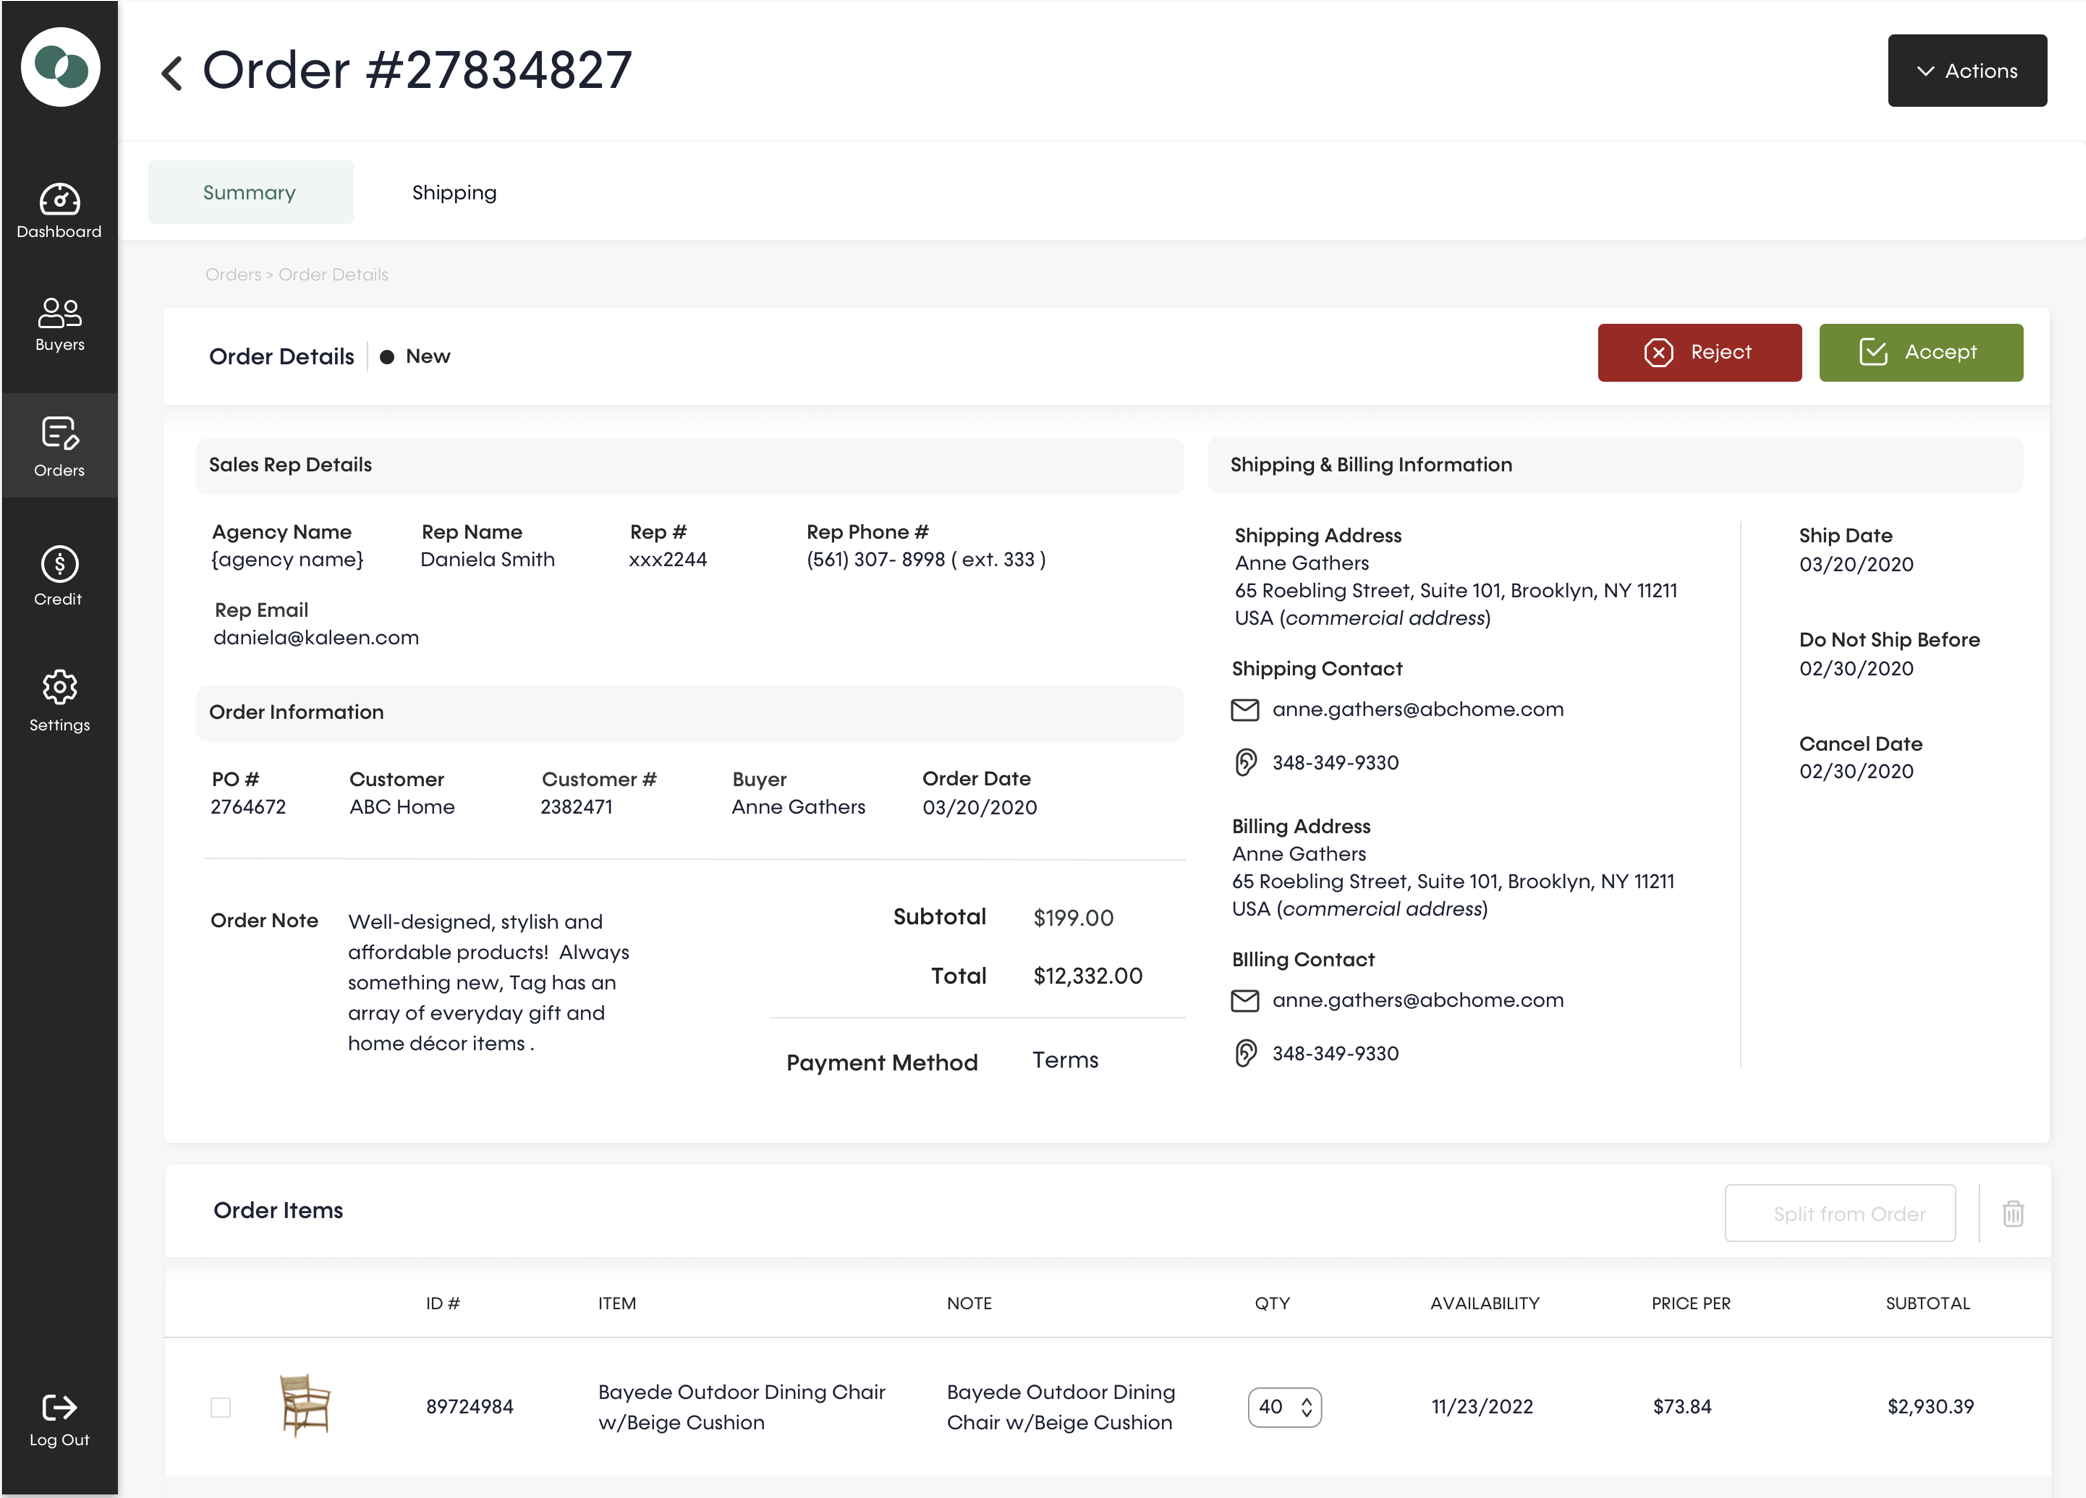 Order #27834827
Actions
Summary
Shipping
Dashboard
Buyers
Orders
Credit
Settings
Log Out
Orders > Order Details
Order Details
New
Reject
Accept
Sales Rep Details
Agency Name
{agency name}
Rep Name
Daniela Smith
Rep #
xxx2244
Rep Phone #
(561) 307- 8998 ( ext. 333 )
Rep Email
daniela@kaleen.com
Order Information
PO #
2764672
Customer
ABC Home
Customer #
2382471
Buyer
Anne Gathers
Order Date
03/20/2020
Order Note
Well-designed, stylish and
affordable products!  Always
something new, Tag has an
array of everyday gift and
home décor items .
Subtotal
$199.00
Total
$12,332.00
Payment Method
Terms
Shipping & Billing Information
Shipping Address
Anne Gathers
65 Roebling Street, Suite 101, Brooklyn, NY 11211
USA (commercial address)
Shipping Contact
anne.gathers@abchome.com
348-349-9330
Billing Address
Anne Gathers
65 Roebling Street, Suite 101, Brooklyn, NY 11211
USA (commercial address)
BIlling Contact
anne.gathers@abchome.com
348-349-9330
Ship Date
03/20/2020
Do Not Ship Before
02/30/2020
Cancel Date
02/30/2020
Order Items
Split from Order
ID #
ITEM
NOTE
QTY
AVAILABILITY
PRICE PER
SUBTOTAL
89724984
Bayede Outdoor Dining Chair
w/Beige Cushion
Bayede Outdoor Dining
Chair w/Beige Cushion
40
11/23/2022
$73.84
$2,930.39